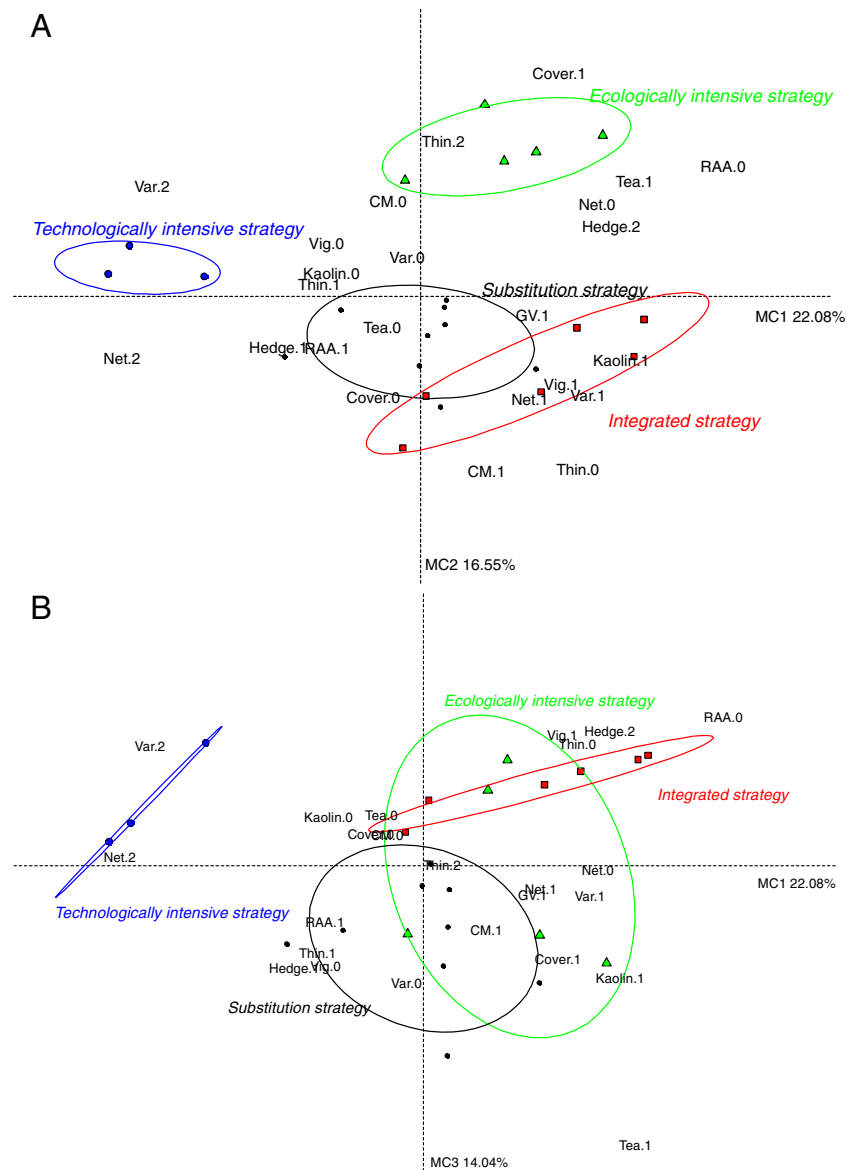 A
Cover.1
Ecologically intensive strategy
Thin.2
RAA.0
Tea.1
Var.2
CM.0
Net.0
Hedge.2
Technologically intensive strategy
Vig.0
Var.0
Kaolin.0
Thin.1
Substitution strategy
GV.1
MC1 22.08%
Tea.0
Hedge.1
RAA.1
Net.2
Kaolin.1
Vig.1
Cover.0
Net.1
Var.1
Integrated strategy
CM.1
Thin.0
MC2 16.55%
B
Ecologically intensive strategy
RAA.0
Hedge.2
Vig.1
Thin.0
Var.2
Integrated strategy
Kaolin.0
Tea.0
Cover.0
CM.0
Net.2
Thin.2
Net.0
MC1 22.08%
Net.1
GV.1
Var.1
Technologically intensive strategy
RAA.1
CM.1
Thin.1
Cover.1
Hedge.1
Vig.0
Kaolin.1
Var.0
Substitution strategy
Tea.1
MC3 14.04%